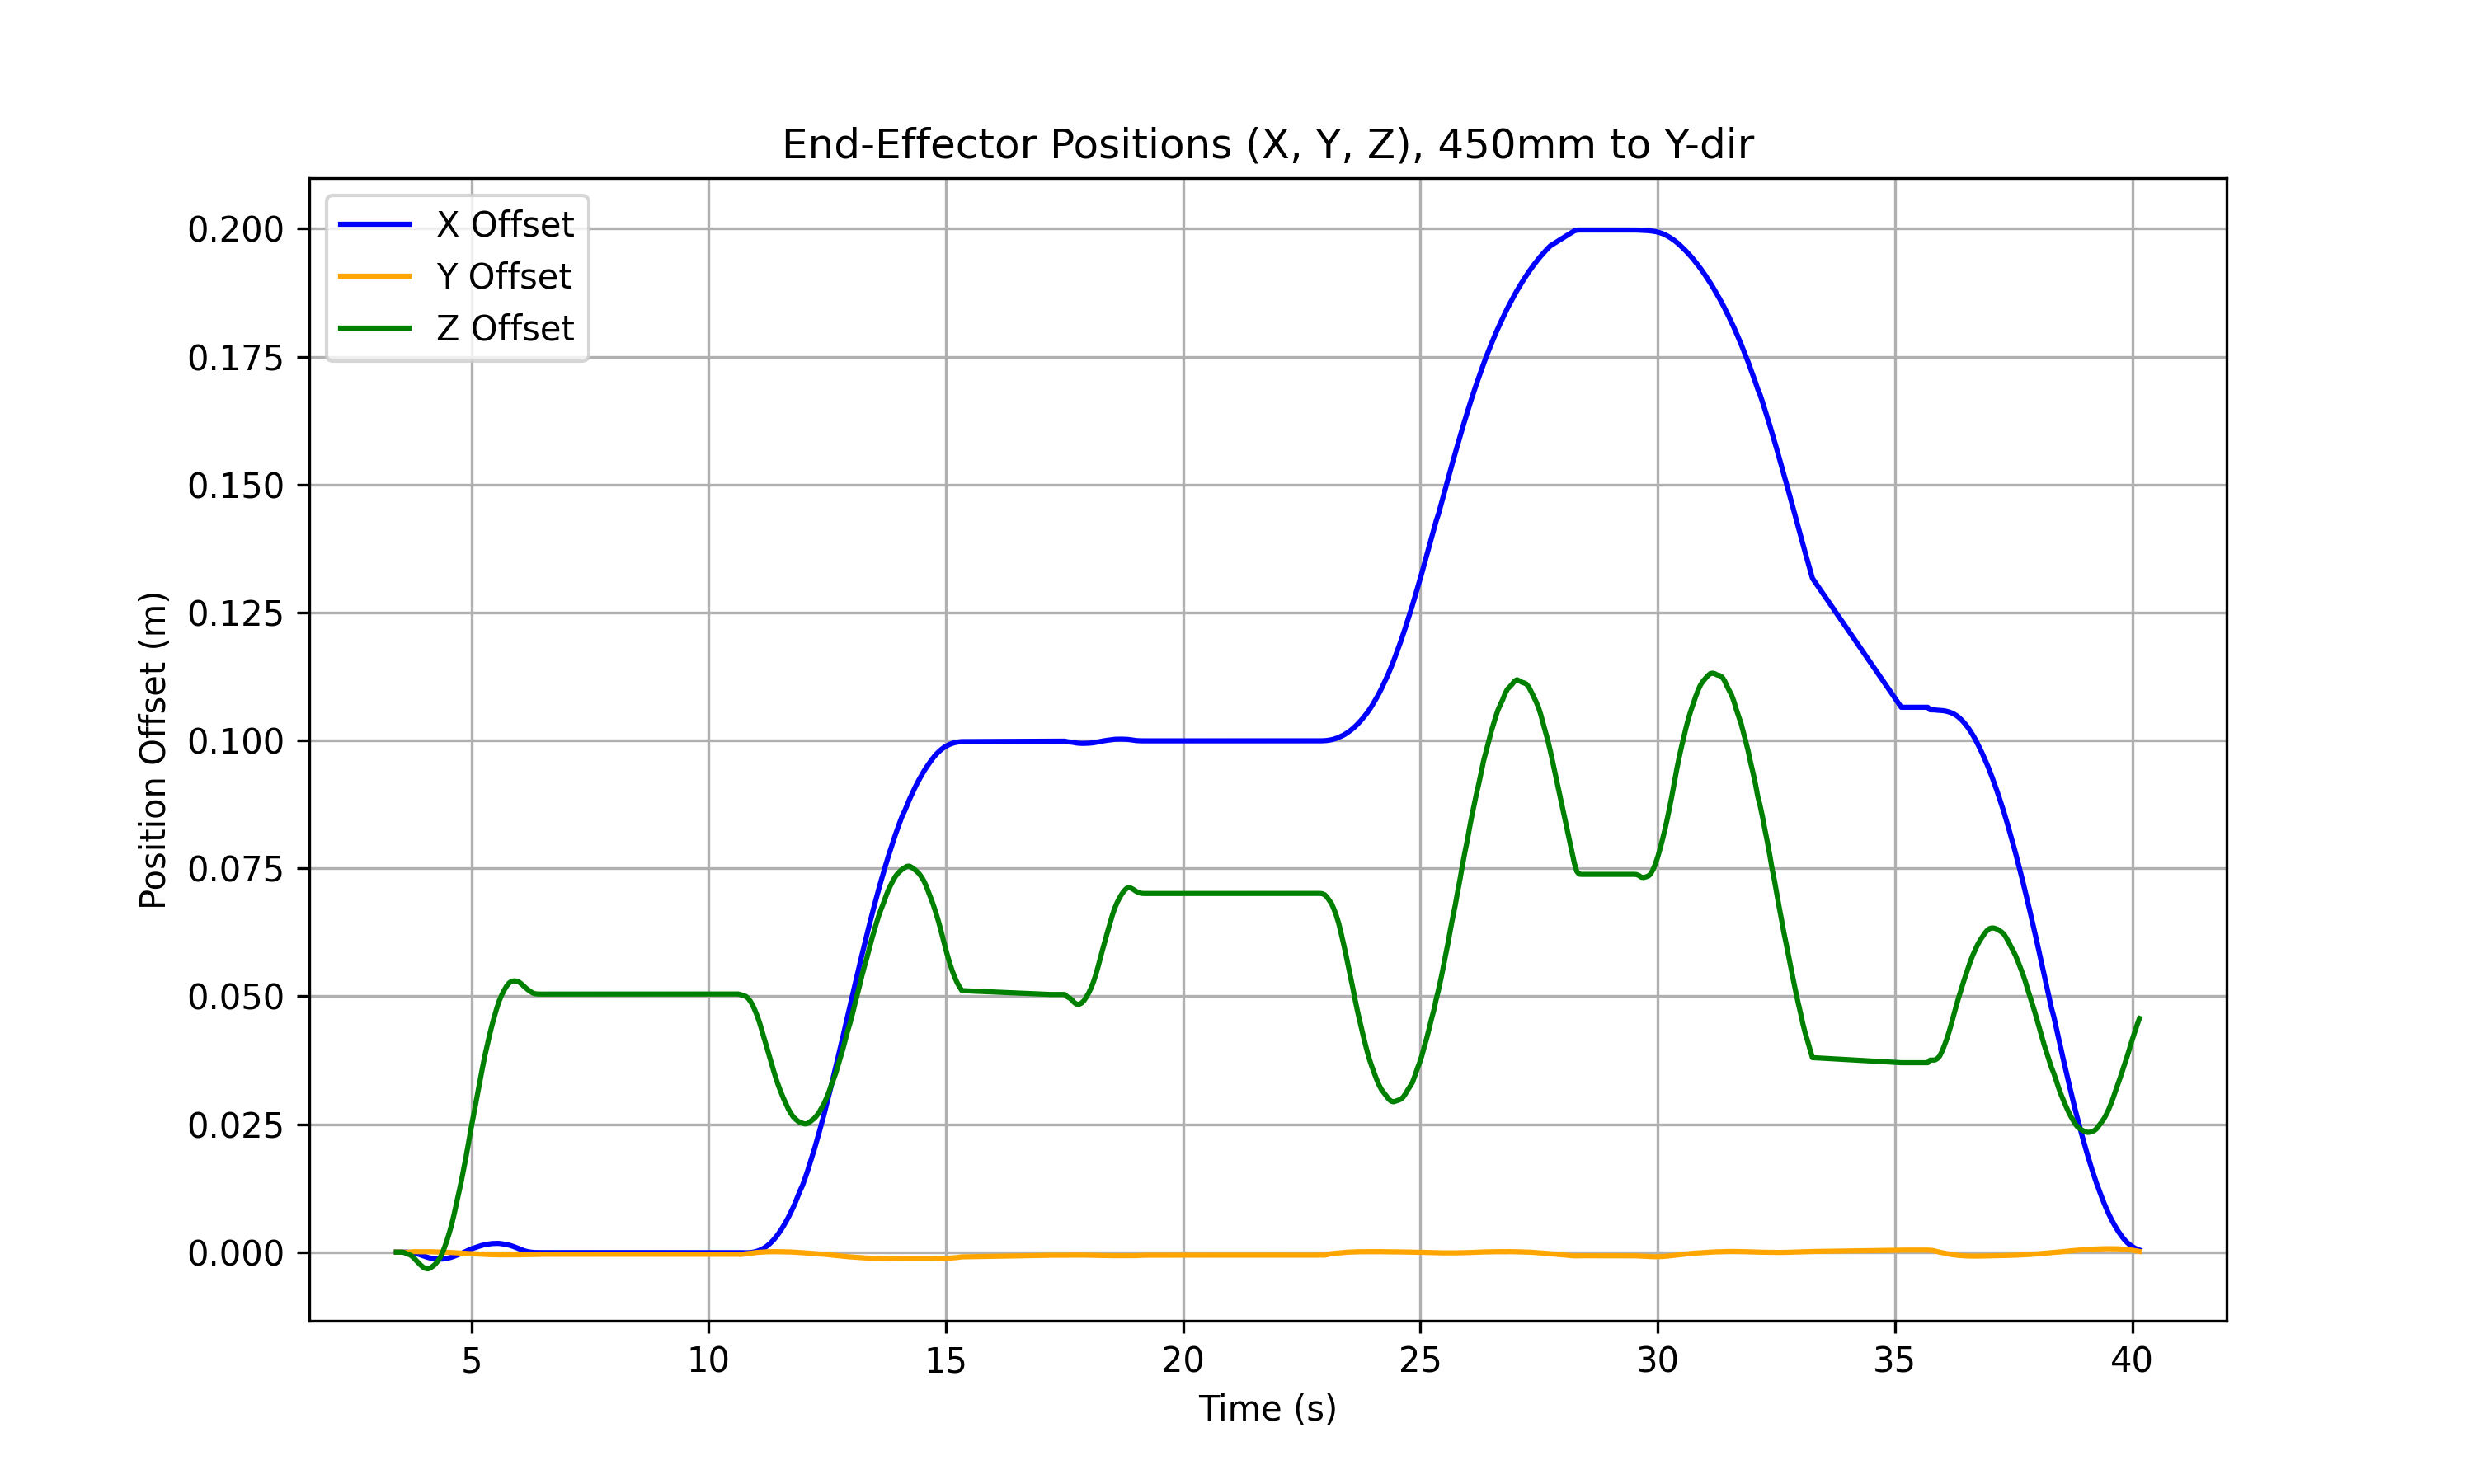 End-Effector Positions (X, Y, Z), 450mm to Y-dir
X Offset
Y Offset
Z Offset
0.200
0.175
0.150
0.125
0.100
0.075
0.050
0.025
0.000
Position Offset (m)
5 10 15 20 25 30 35 40
Time (s)